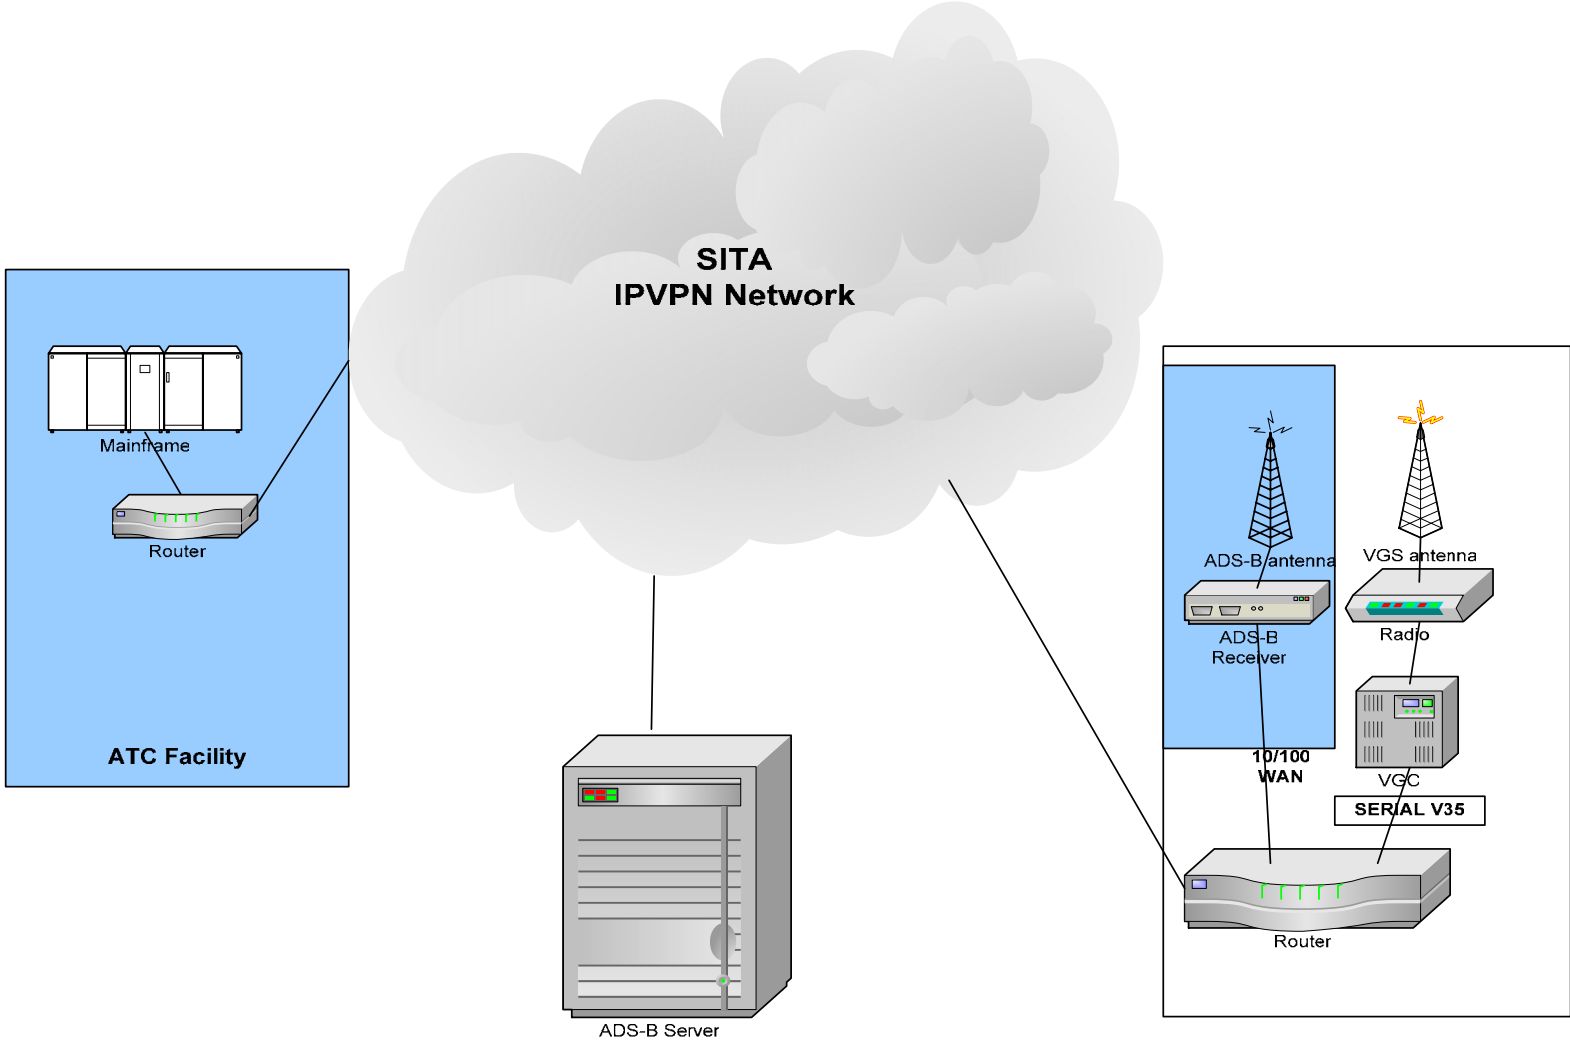 SITA
IPVPN Network
Mainframe
Router
ATC Facility
ADS-B Server
ADS-B antenna
ADS-B
Receiver
10/100
WAN
VGS antenna
Radio
VGC
SERIAL V35
Router